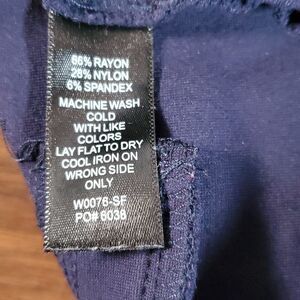 66% RAYON
28% NYLON
6% SPANDEX
MACHINE WASH
COLD
WITH LIKE
COLORS
LAY FLAT TO DRY
COOL IRON ON
WRONG SIDE
ONLY
W0076-SF
PO# 6036